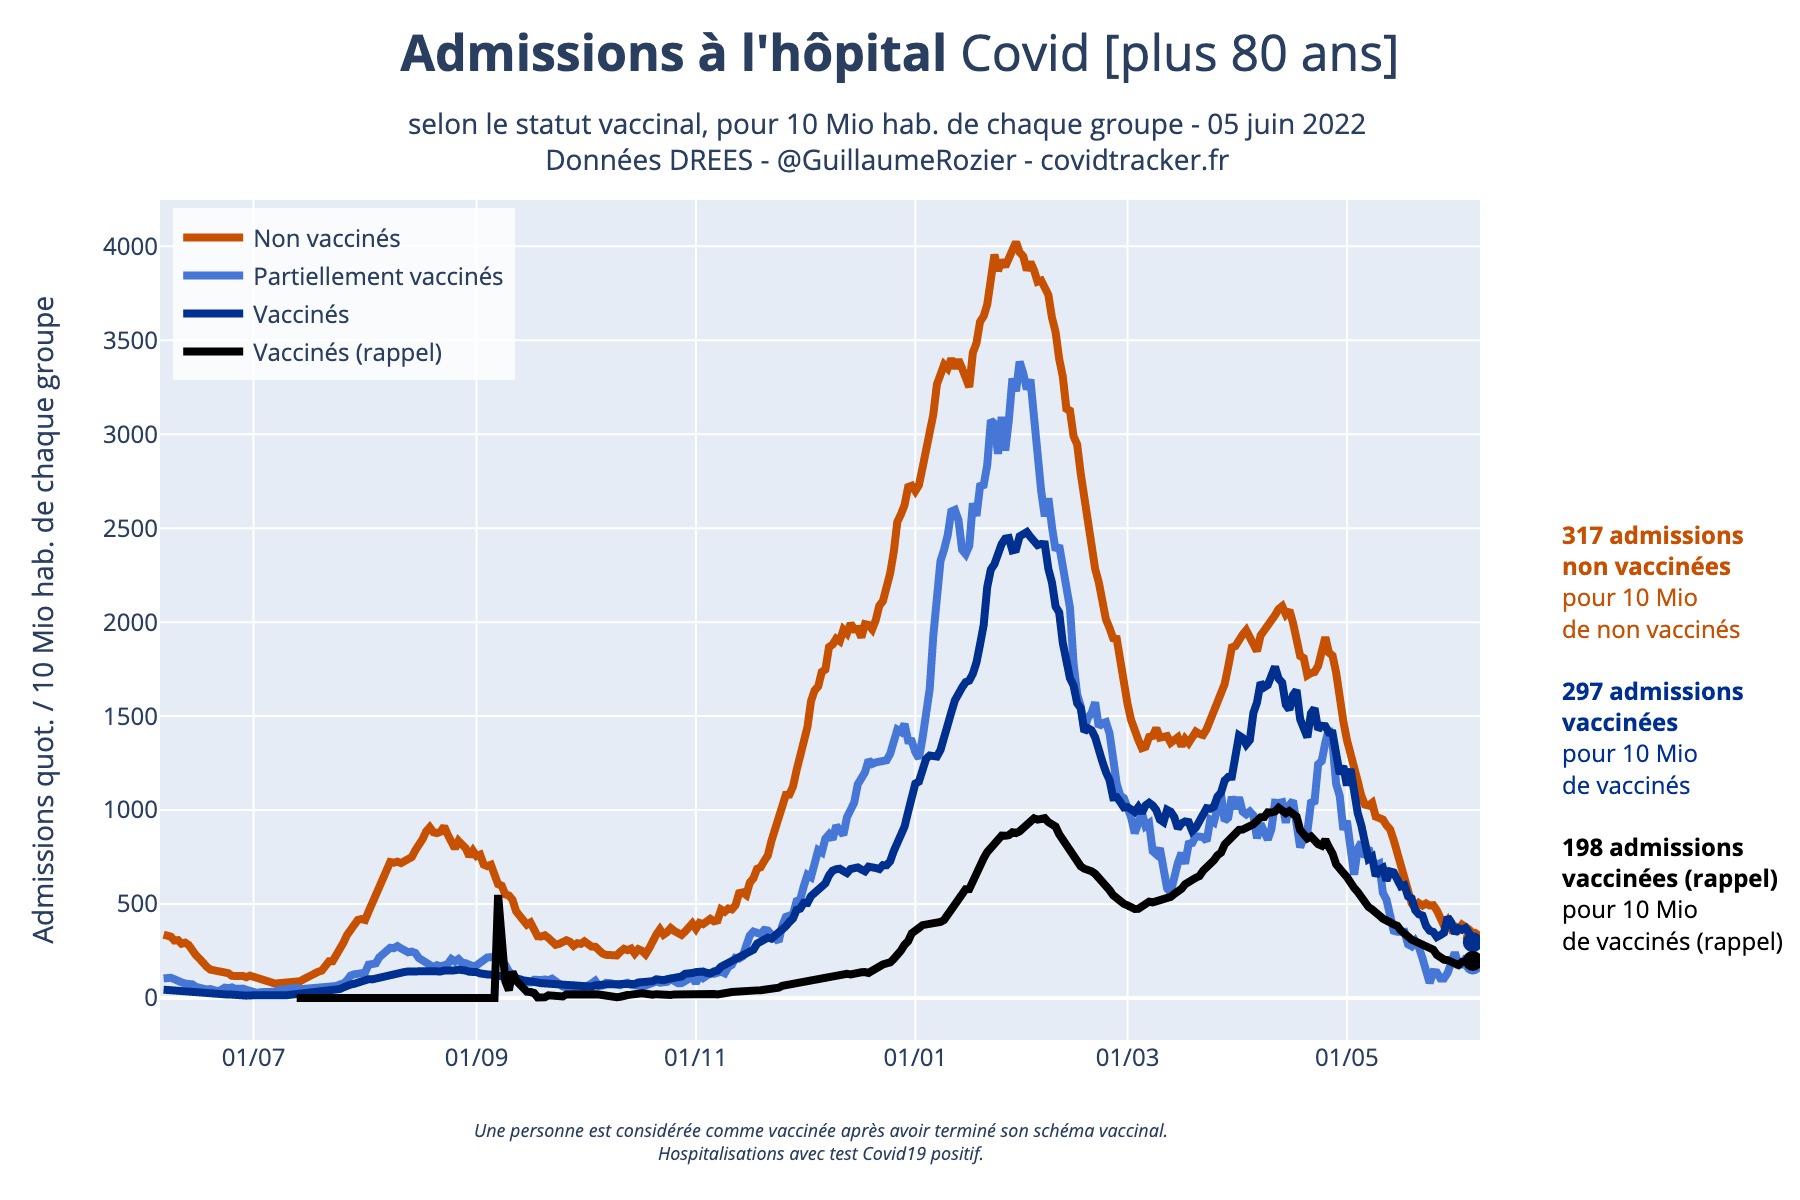 Admissions à l'hôpital Covid [plus 80 ans]
selon le statut vaccinal, pour 10 Mio hab. de chaque groupe - 05 juin 2022
Données DREES - @GuillaumeRozier - covidtracker.fr
Admissions quot. / 10 Mio hab. de chaque groupe
4000
3500
3000
2500
2000
1500
1000
500
0
Non vaccinés
Partiellement vaccinés
Vaccinés
Vaccinés (rappel)
01/07
01/09
01/11
01/01
01/03
01/05
317 admissions
non vaccinées
pour 10 Mio
de non vaccinés
297 admissions
vaccinées
pour 10 Mio
de vaccinés
198 admissions
vaccinées (rappel)
pour 10 Mio
de vaccinés (rappel)
Une personne est considérée comme vaccinée après avoir terminé son schéma vaccinal.
Hospitalisations avec test Covid19 positif.